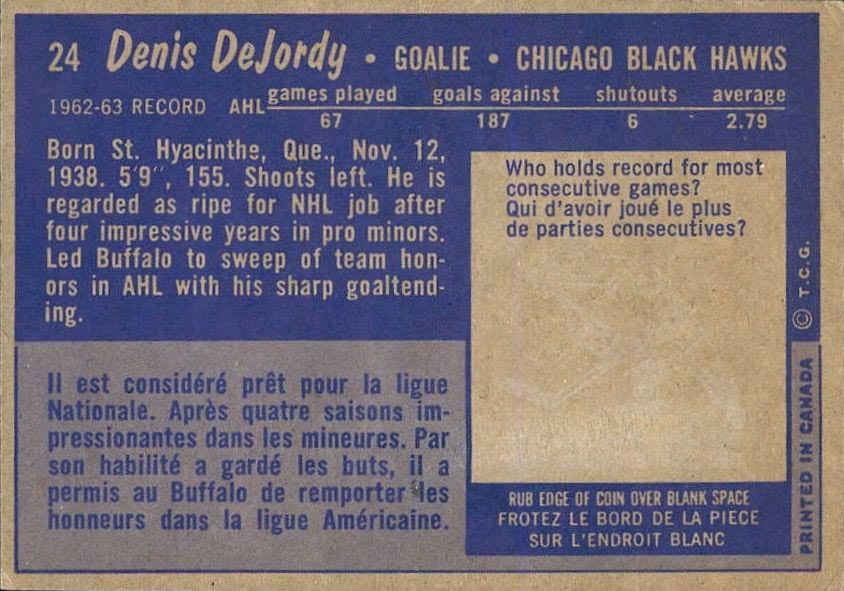 24 Denis DeJordy • GOALIE • CHICAGO BLACK HAWKS
games played goals against shutouts average
1962-63 RECORD AHL
67 187 6 2.79
Born St. Hyacinthe, Que., Nov. 12,
1938. 5'9", 155. Shoots left. He is
regarded as ripe for NHL job after
four impressive years in pro minors.
Led Buffalo to sweep of team hon-
ors in AHL with his sharp goaltend-
ing.
Il est considéré prêt pour la ligue
Nationale. Après quatre saisons im-
pressionantes dans les mineures. Par
son habilité a gardé les buts, il a
permis au Buffalo de remporter les
honneurs dans la ligue Américaine.
Who holds record for most
consecutive games?
Qui d'avoir joué le plus
de parties consecutives?
RUB EDGE OF COIN OVER BLANK SPACE
FROTEZ LE BORD DE LA PIECE
SUR L'ENDROIT BLANC
© T.C.G.
PRINTED IN CANADA